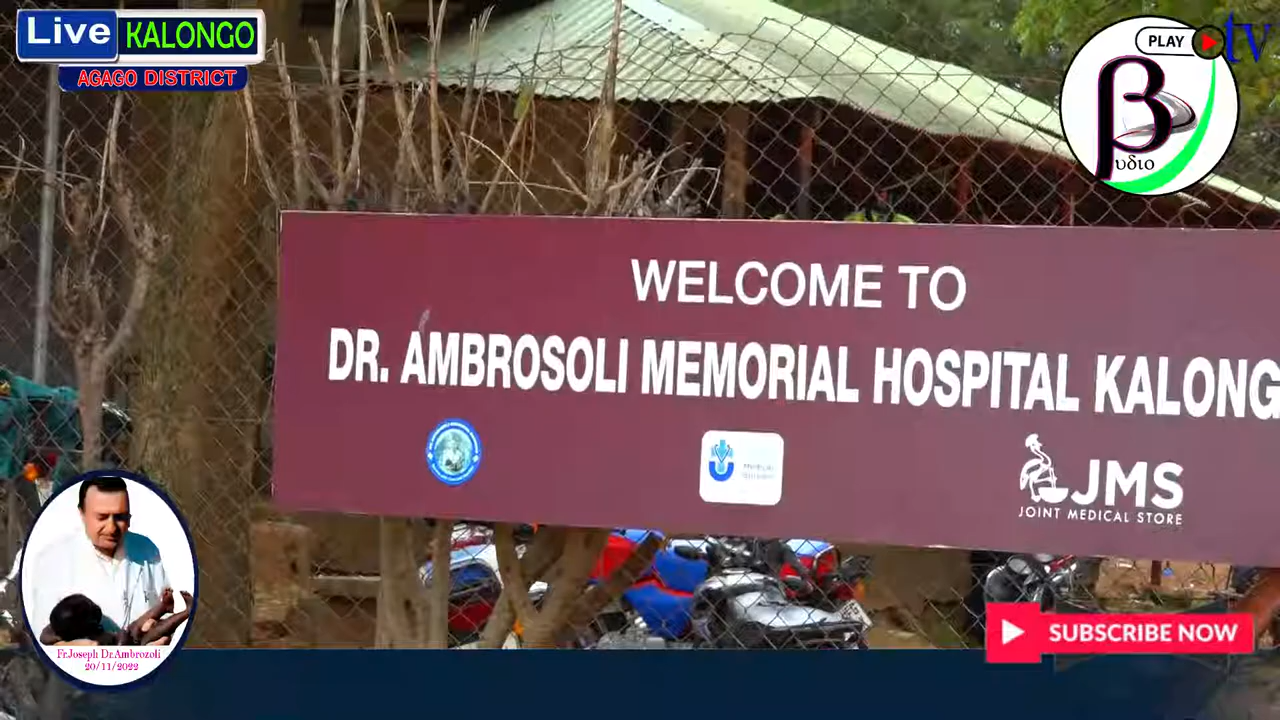 Live KALONGO
AGAGO DISTRICT
PLAY tv
βυδιο
WELCOME TO
DR. AMBROSOLI MEMORIAL HOSPITAL KALONG
JMS
JOINT MEDICAL STORE
Fr.Joseph Dr.Ambrozoli
20/11/2022
SUBSCRIBE NOW